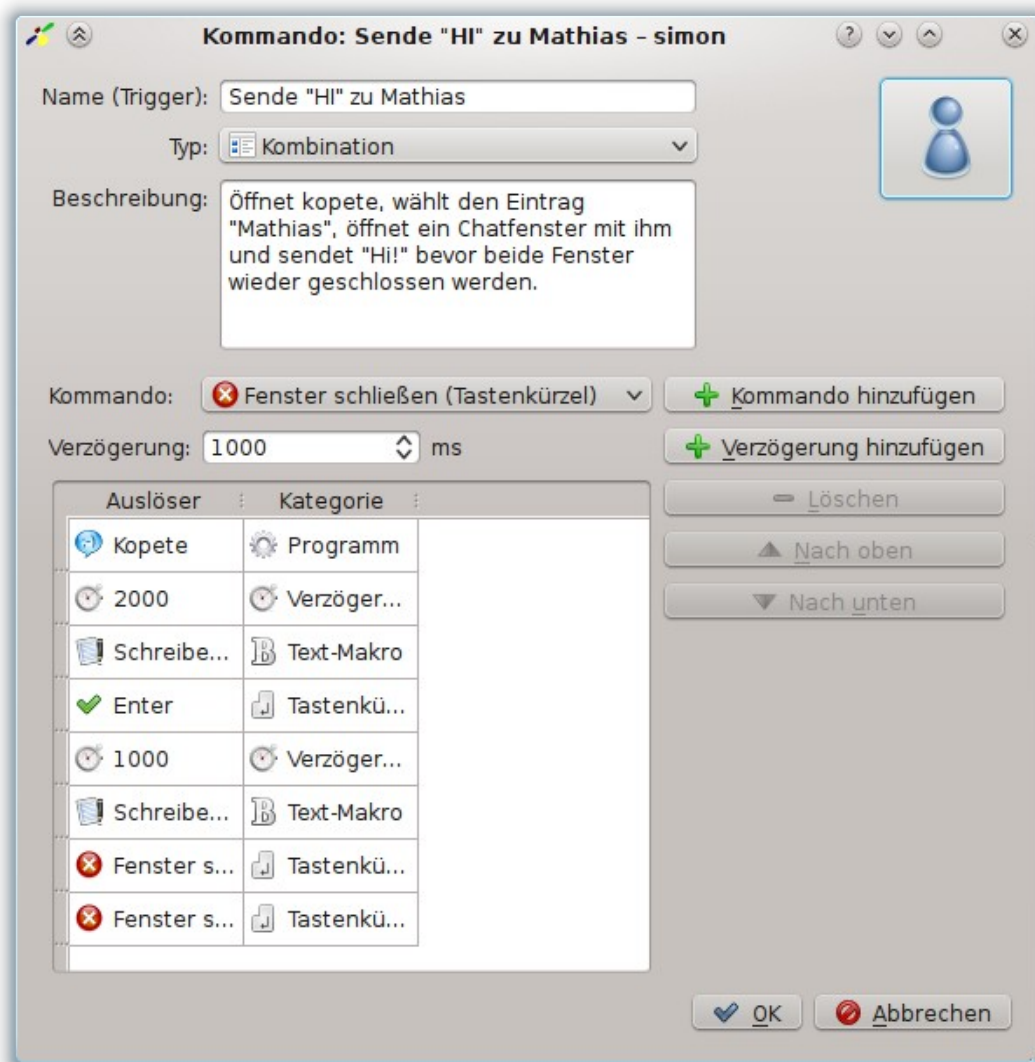 Kommando: Sende "HI" zu Mathias – simon
Name (Trigger): Sende "HI" zu Mathias
Typ: Kombination
Beschreibung: Öffnet kopete, wählt den Eintrag
"Mathias", öffnet ein Chatfenster mit ihm
und sendet "Hi!" bevor beide Fenster
wieder geschlossen werden.
Kommando: Fenster schließen (Tastenkürzel) Kommando hinzufügen
Verzögerung: 1000 ms Verzögerung hinzufügen
Auslöser Kategorie
Löschen
Kopete Programm
Nach oben
2000 Verzöger...
Nach unten
Schreibe... Text-Makro
Enter Tastenkü...
1000 Verzöger...
Schreibe... Text-Makro
Fenster s... Tastenkü...
Fenster s... Tastenkü...
OK Abbrechen